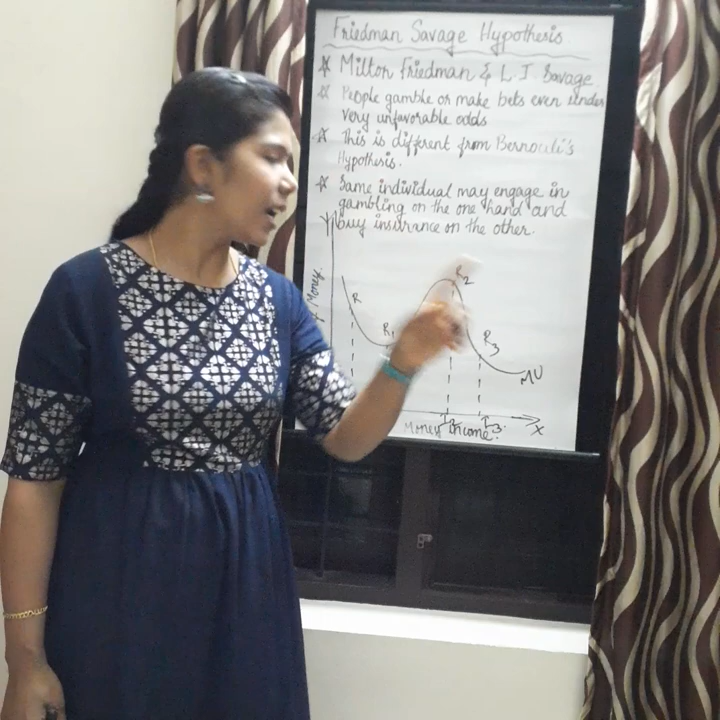 Friedman Savage Hypothesis
☆ Milton Friedman & L.J. Savage
☆ People gamble or make bets even under
very unfavorable odds
☆ This is different from Bernouli's
Hypothesis.
☆ Same individual may engage in
gambling on the one hand and
buy insurance on the other.
Y
Money
R
R₁
R₂
R₃
MU
I₃
Money income.
X